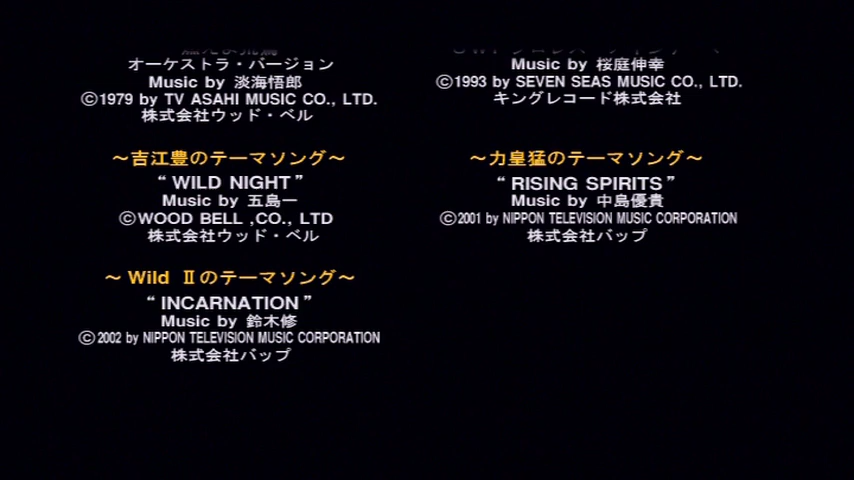 オーケストラ・バージョン
Music by 淡海悟郎
©1979 by TV ASAHI MUSIC CO., LTD.
株式会社ウッド・ベル
～吉江豊のテーマソング～
“ WILD NIGHT ”
Music by 五島一
©WOOD BELL ,CO., LTD
株式会社ウッド・ベル
～ Wild Ⅱのテーマソング～
“ INCARNATION ”
Music by 鈴木修
©2002 by NIPPON TELEVISION MUSIC CORPORATION
株式会社バップ
Music by 桜庭伸幸
©1993 by SEVEN SEAS MUSIC CO., LTD.
キングレコード株式会社
～力皇猛のテーマソング～
“ RISING SPIRITS ”
Music by 中島優貴
©2001 by NIPPON TELEVISION MUSIC CORPORATION
株式会社バップ